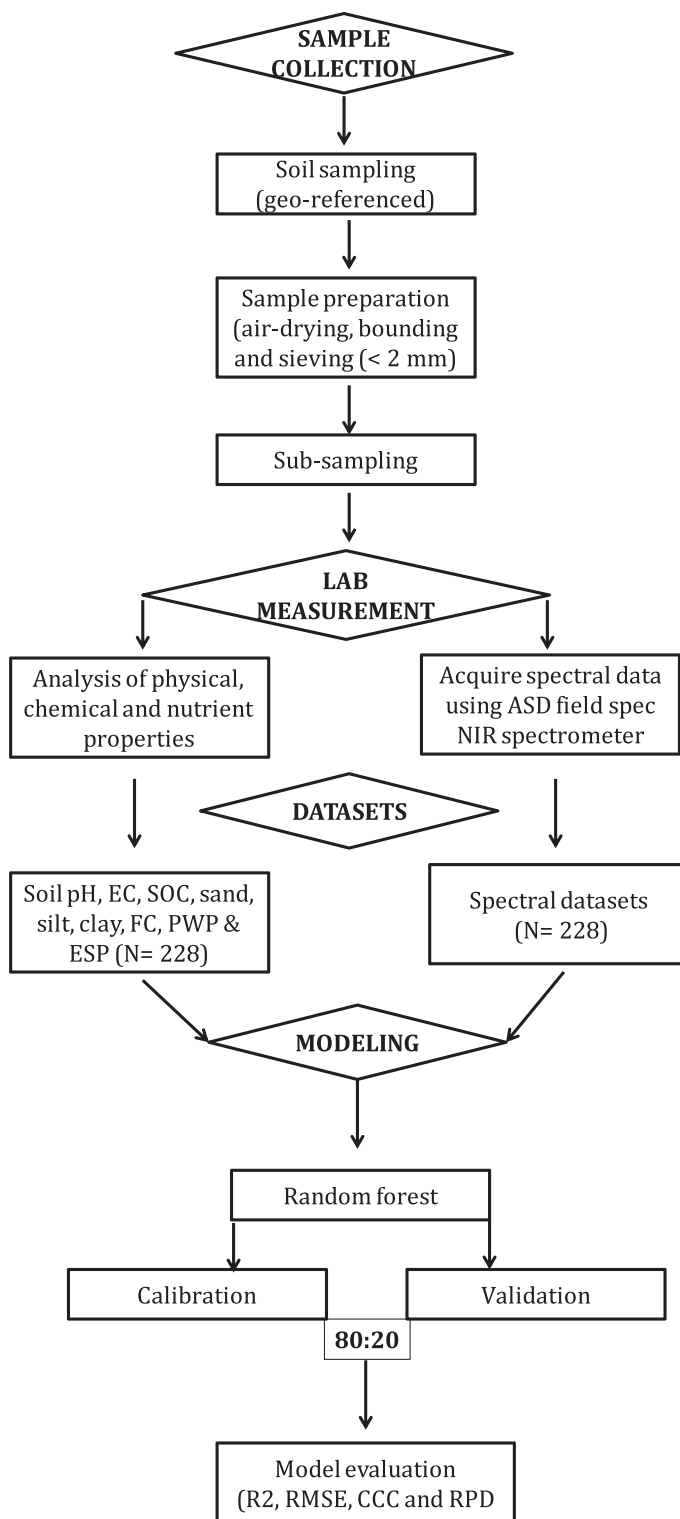 SAMPLE
COLLECTION
Soil sampling
(geo-referenced)
Sample preparation
(air-drying, bounding
and sieving (< 2 mm)
Sub-sampling
LAB
MEASUREMENT
Analysis of physical,
chemical and nutrient
properties
Acquire spectral data
using ASD field spec
NIR spectrometer
DATASETS
Soil pH, EC, SOC, sand,
silt, clay, FC, PWP &
ESP (N= 228)
Spectral datasets
(N= 228)
MODELING
Random forest
Calibration
Validation
80:20
Model evaluation
(R2, RMSE, CCC and RPD